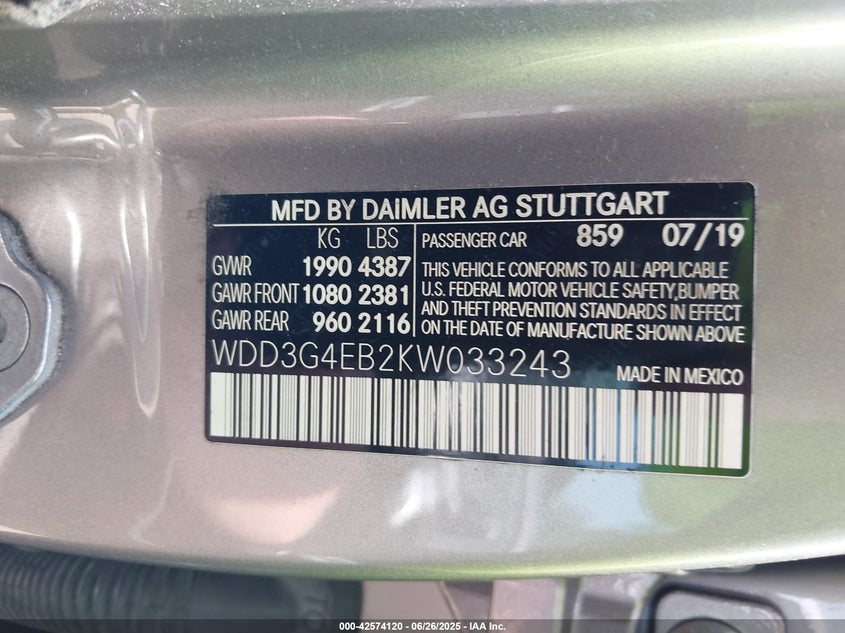 MFD BY DAIMLER AG STUTTGART
KG LBS
GVWR 1990 4387
GAWR FRONT 1080 2381
GAWR REAR 960 2116
PASSENGER CAR 859 07/19
THIS VEHICLE CONFORMS TO ALL APPLICABLE
U.S. FEDERAL MOTOR VEHICLE SAFETY,BUMPER
AND THEFT PREVENTION STANDARDS IN EFFECT
ON THE DATE OF MANUFACTURE SHOWN ABOVE
WDD3G4EB2KW033243
MADE IN MEXICO
000-42574120 | 06/26/2025 - IAA Inc.